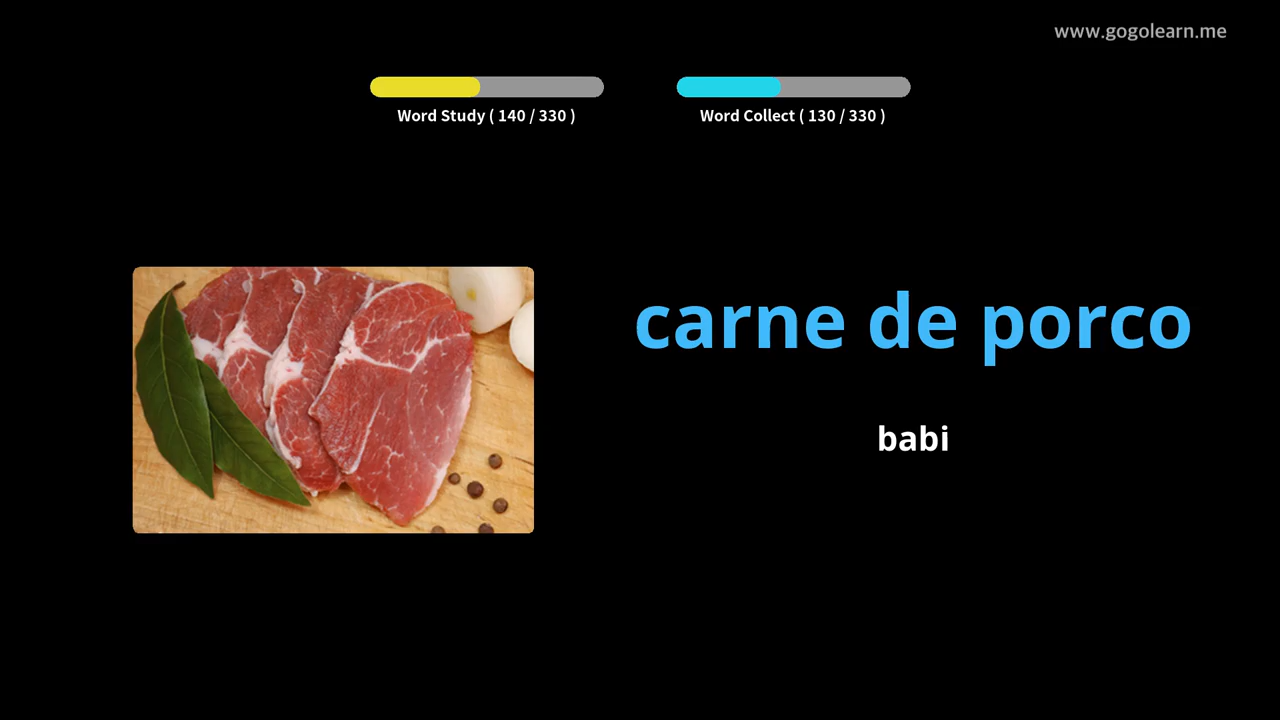 www.gogolearn.me
Word Study ( 140 / 330 )
Word Collect ( 130 / 330 )
carne de porco
babi